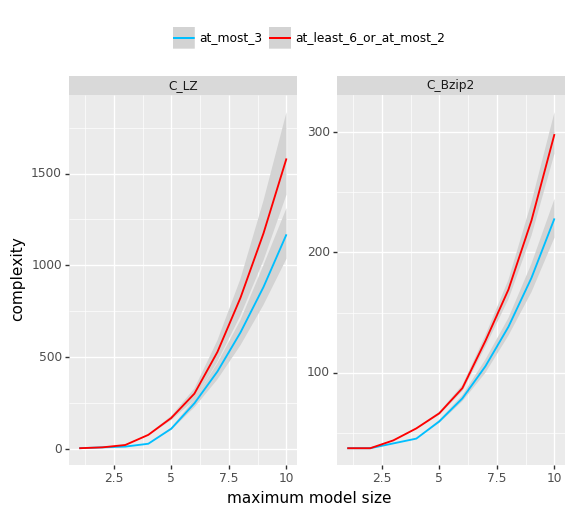 at_most_3 at_least_6_or_at_most_2
C_LZ C_Bzip2
1500
1000
500
0
300
200
100
complexity
2.5 5 7.5 10 2.5 5 7.5 10
maximum model size